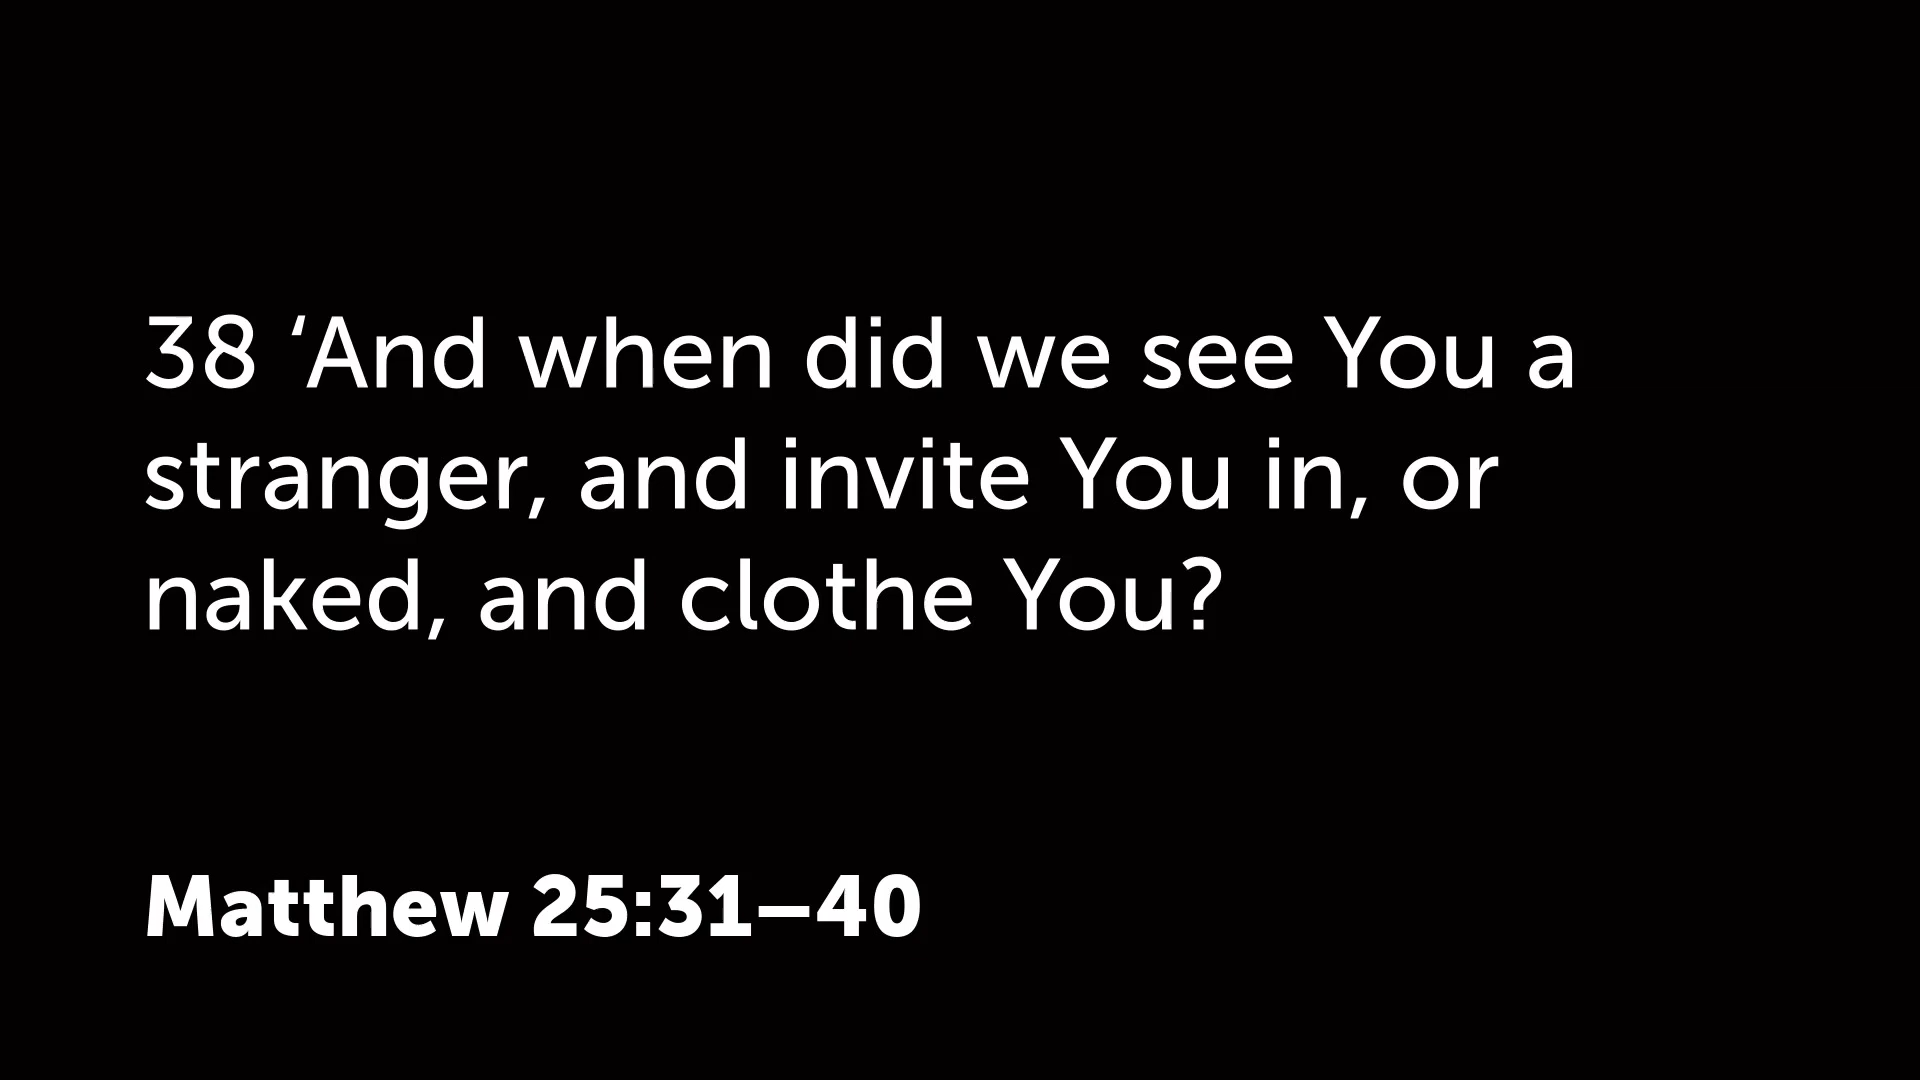 38 ‘And when did we see You a
stranger, and invite You in, or
naked, and clothe You?
Matthew 25:31–40